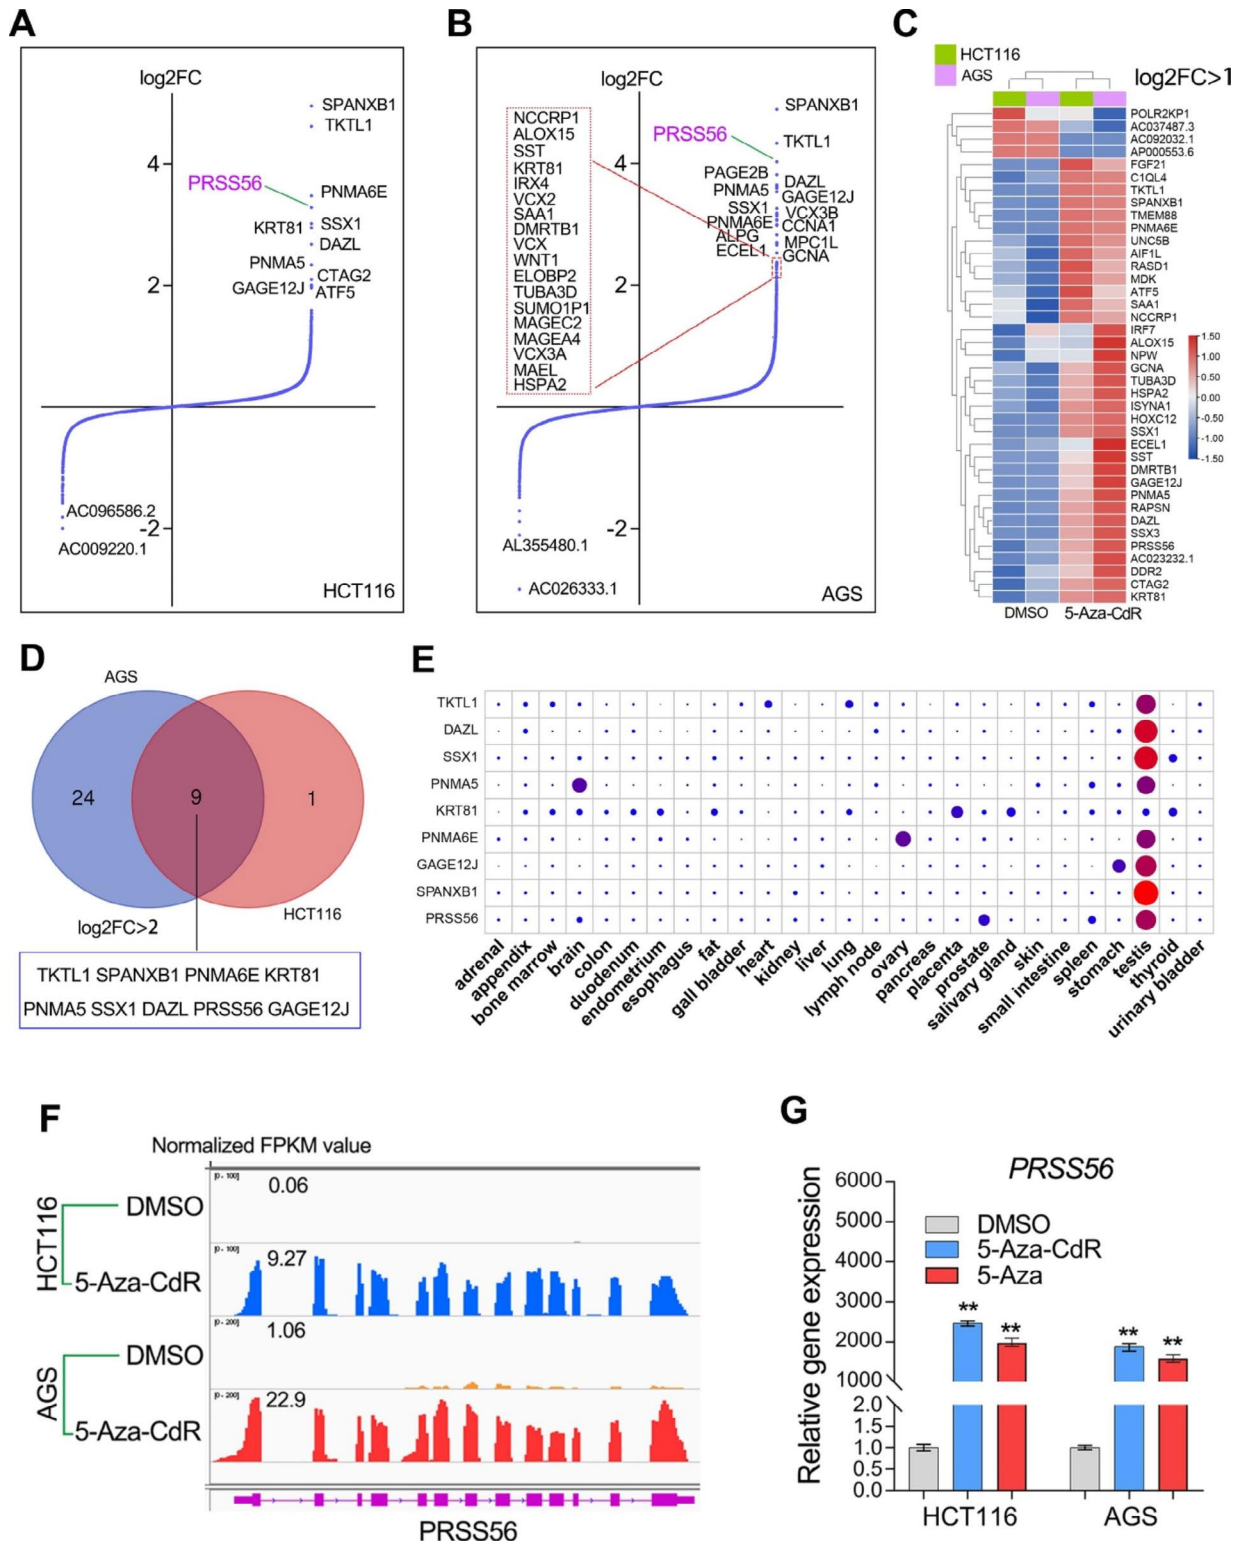 A
log2FC
SPANXB1
TKTL1
4
PRSS56
PNMA6E
KRT81
SSX1
DAZL
PNMA5
CTAG2
GAGE12J
ATF5
2
AC096586.2
-2
AC009220.1
HCT116
B
log2FC
NCCRP1
ALOX15
SST
KRT81
IRX4
VCX2
SAA1
DMRTB1
VCX
WNT1
ELOBP2
TUBA3D
SUMO1P1
MAGEC2
MAGEA4
VCX3A
MAEL
HSPA2
SPANXB1
PRSS56
TKTL1
4
PAGE2B
DAZL
PNMA5
GAGE12J
SSX1
VCX3B
PNMA6E
CCNA1
ALPG
MPC1L
ECEL1
GCNA
2
-2
AL355480.1
AC026333.1
AGS
C
HCT116
AGS
log2FC>1
POLR2KP1
AC037487.3
AC092032.1
AP000553.6
FGF21
C1QL4
TKTL1
SPANXB1
TMEM88
PNMA6E
UNC5B
AIF1L
RASD1
MDK
ATF5
SAA1
NCCRP1
IRF7
ALOX15
NPW
GCNA
TUBA3D
HSPA2
ISYNA1
HOXC12
SSX1
ECEL1
SST
DMRTB1
GAGE12J
PNMA5
RAPSN
DAZL
SSX3
PRSS56
AC023232.1
DDR2
CTAG2
KRT81
1.50
1.00
0.00
-1.00
-1.50
DMSO 5-Aza-CdR
D
AGS
24
9
1
HCT116
log2FC>2
TKTL1 SPANXB1 PNMA6E KRT81
PNMA5 SSX1 DAZL PRSS56 GAGE12J
E
TKTL1
DAZL
SSX1
PNMA5
KRT81
PNMA6E
GAGE12J
SPANXB1
PRSS56
adrenal
appendix
bone marrow
brain
colon
duodenum
endometrium
esophagus
fat
gall bladder
heart
kidney
liver
lung
lymph node
ovary
pancreas
placenta
prostate
salivary gland
skin
small intestine
spleen
stomach
testis
thyroid
urinary bladder
F
Normalized FPKM value
HCT116
DMSO
[0 - 100]
0.06
5-Aza-CdR
[0 - 100]
9.27
AGS
DMSO
[0 - 200]
1.06
5-Aza-CdR
[0 - 200]
22.9
PRSS56
G
PRSS56
Relative gene expression
6000
5000
4000
3000
2000
1000
2.0
1.5
1.0
0.5
0.0
DMSO
5-Aza-CdR
5-Aza
**
**
**
**
HCT116
AGS